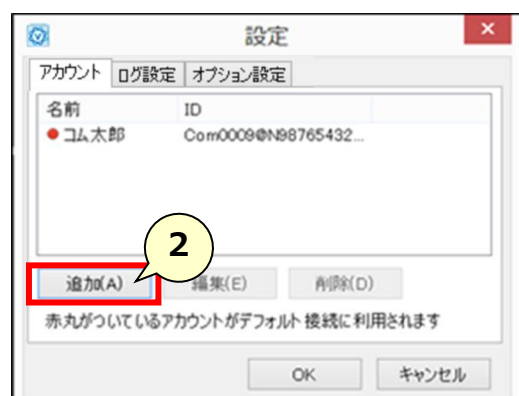 設定
アカウント ログ設定 オプション設定
名前 ID
コム太郎 Com0009@N98765432...
2
追加(A) 編集(E) 削除(D)
赤丸がついているアカウントがデフォルト接続に利用されます
OK キャンセル